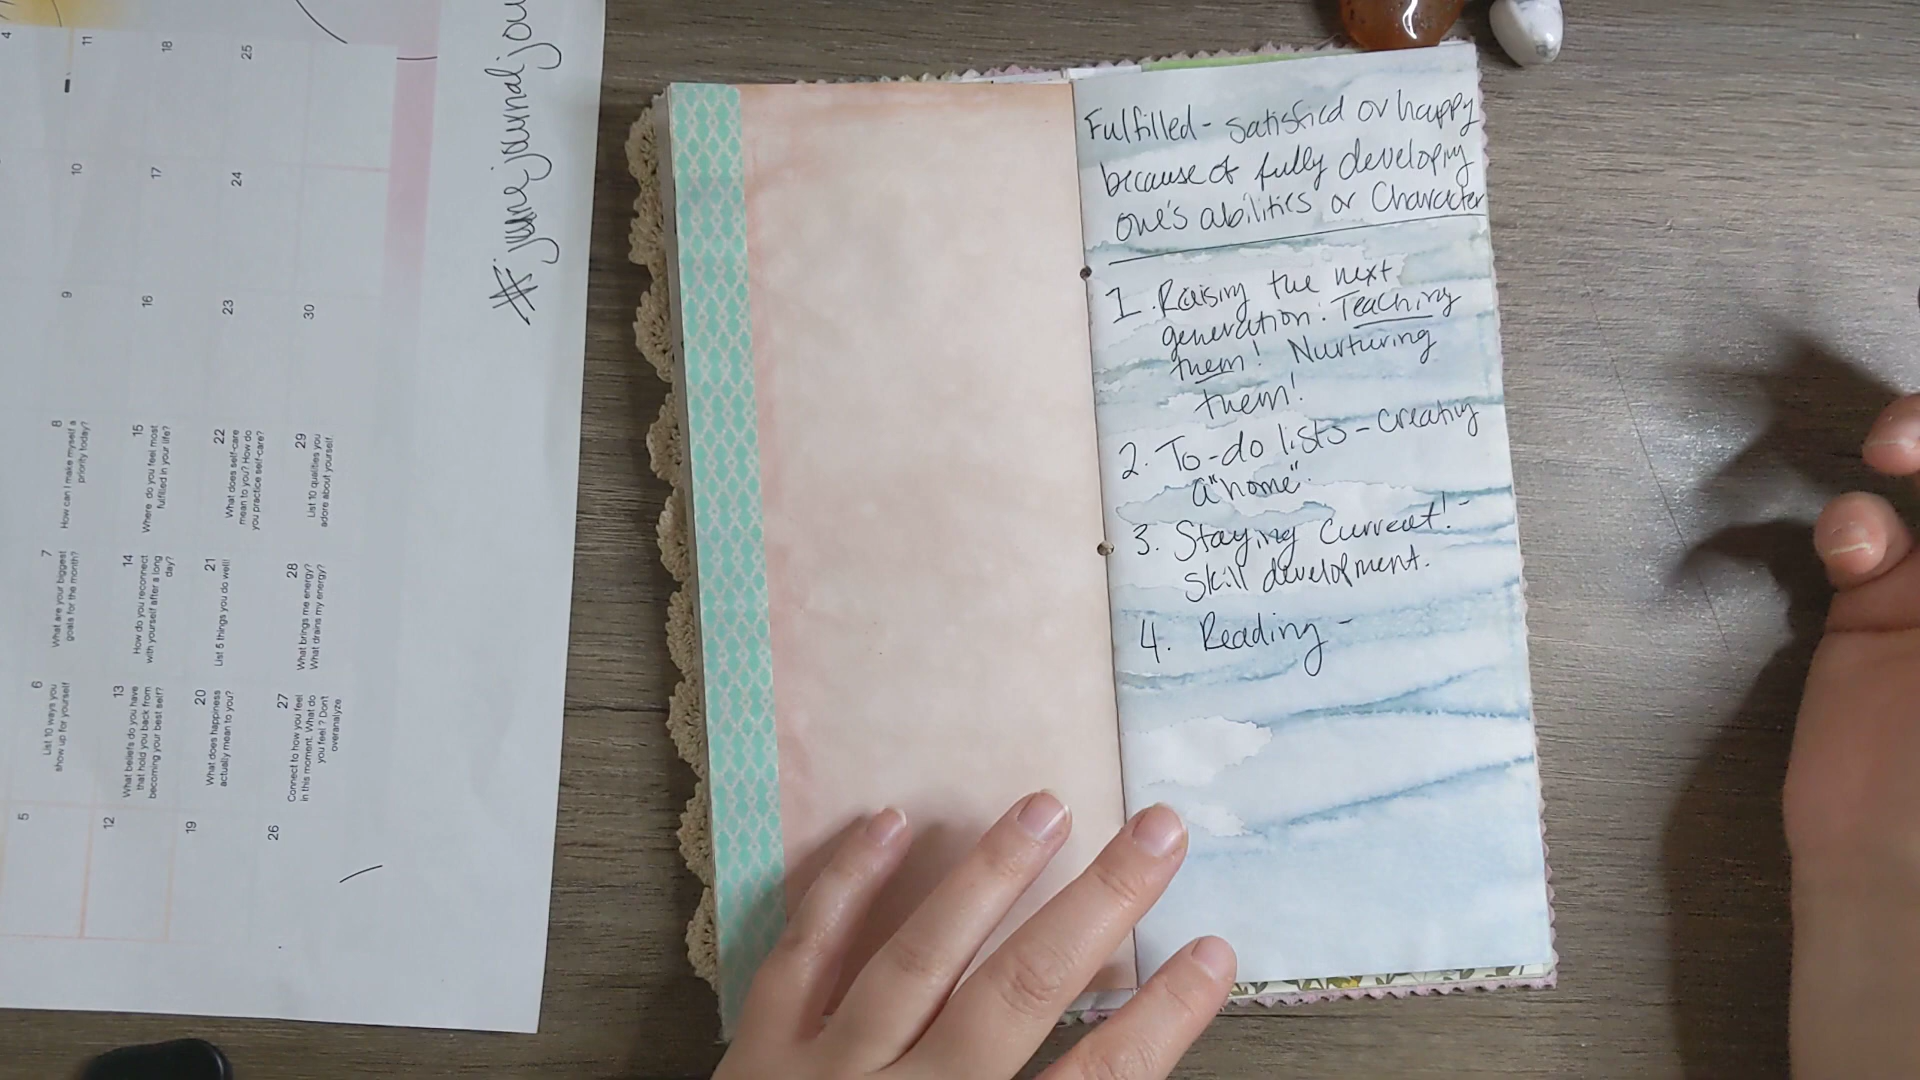 Fulfilled - satisfied or happy
because of fully developing
one's abilities or Character
1. Raising the next
generation. Teaching
them! Nurturing
them!
2. To-do lists - Creating
a "home".
3. Staying Current! -
Skill development.
4. Reading -
4
5
6
List 10 ways you
show up for yourself
7
What are your biggest
goals for the month?
8
How can I make myself a
priority today?
9
10
11
12
13
What beliefs do you have
that hold you back from
becoming your best self?
14
How do you reconnect
with yourself after a long
day?
15
Where do you feel most
fulfilled in your life?
16
17
18
19
20
What does happiness
actually mean to you?
21
List 5 things you do well!
22
What does self-care
mean to you? How do
you practice self-care?
23
24
25
26
27
Connect to how you feel
in this moment. What do
you feel? Don't
overanalyze
28
What brings me energy?
What drains my energy?
29
List 10 qualities you
adore about yourself.
30